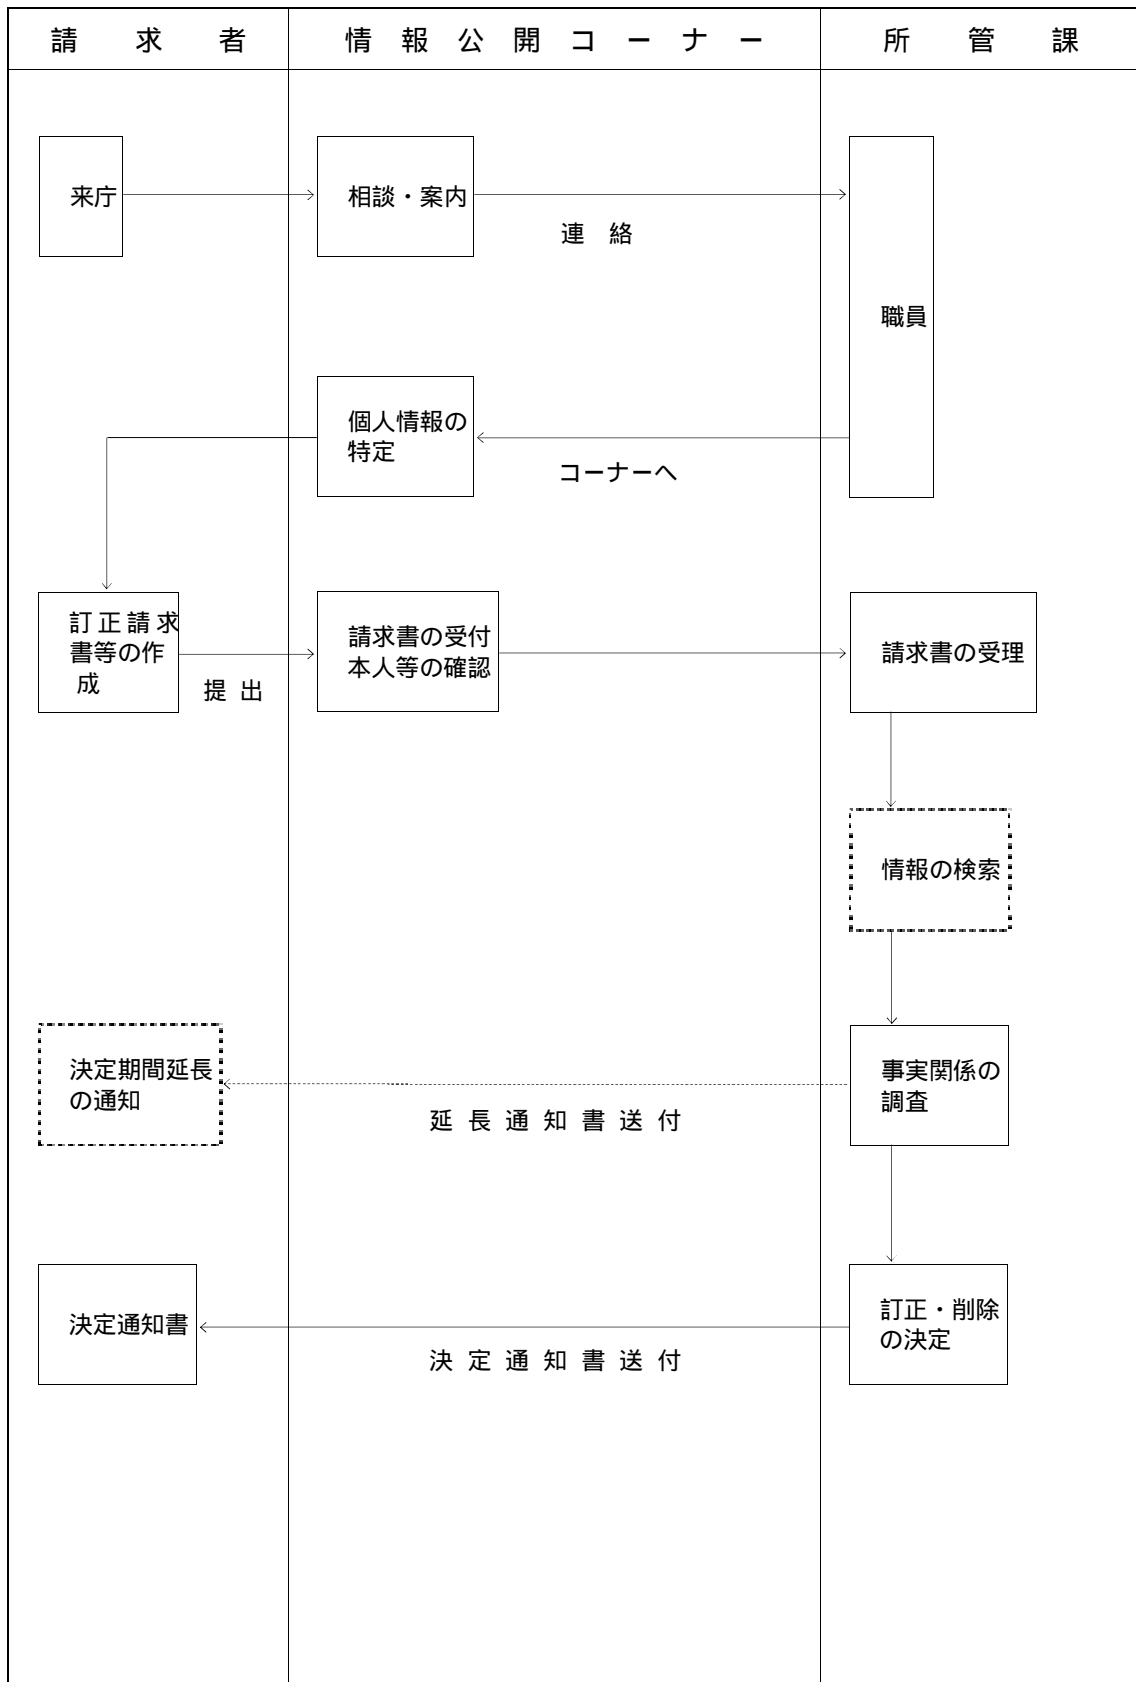 請求者
情報公開コーナー
所管課
来庁
相談・案内
連絡
職員
個人情報の
特定
コーナーへ
訂正請求
書等の作
成
提出
請求書の受付
本人等の確認
請求書の受理
情報の検索
決定期間延長
の通知
延長通知書送付
事実関係の
調査
決定通知書
決定通知書送付
訂正・削除
の決定